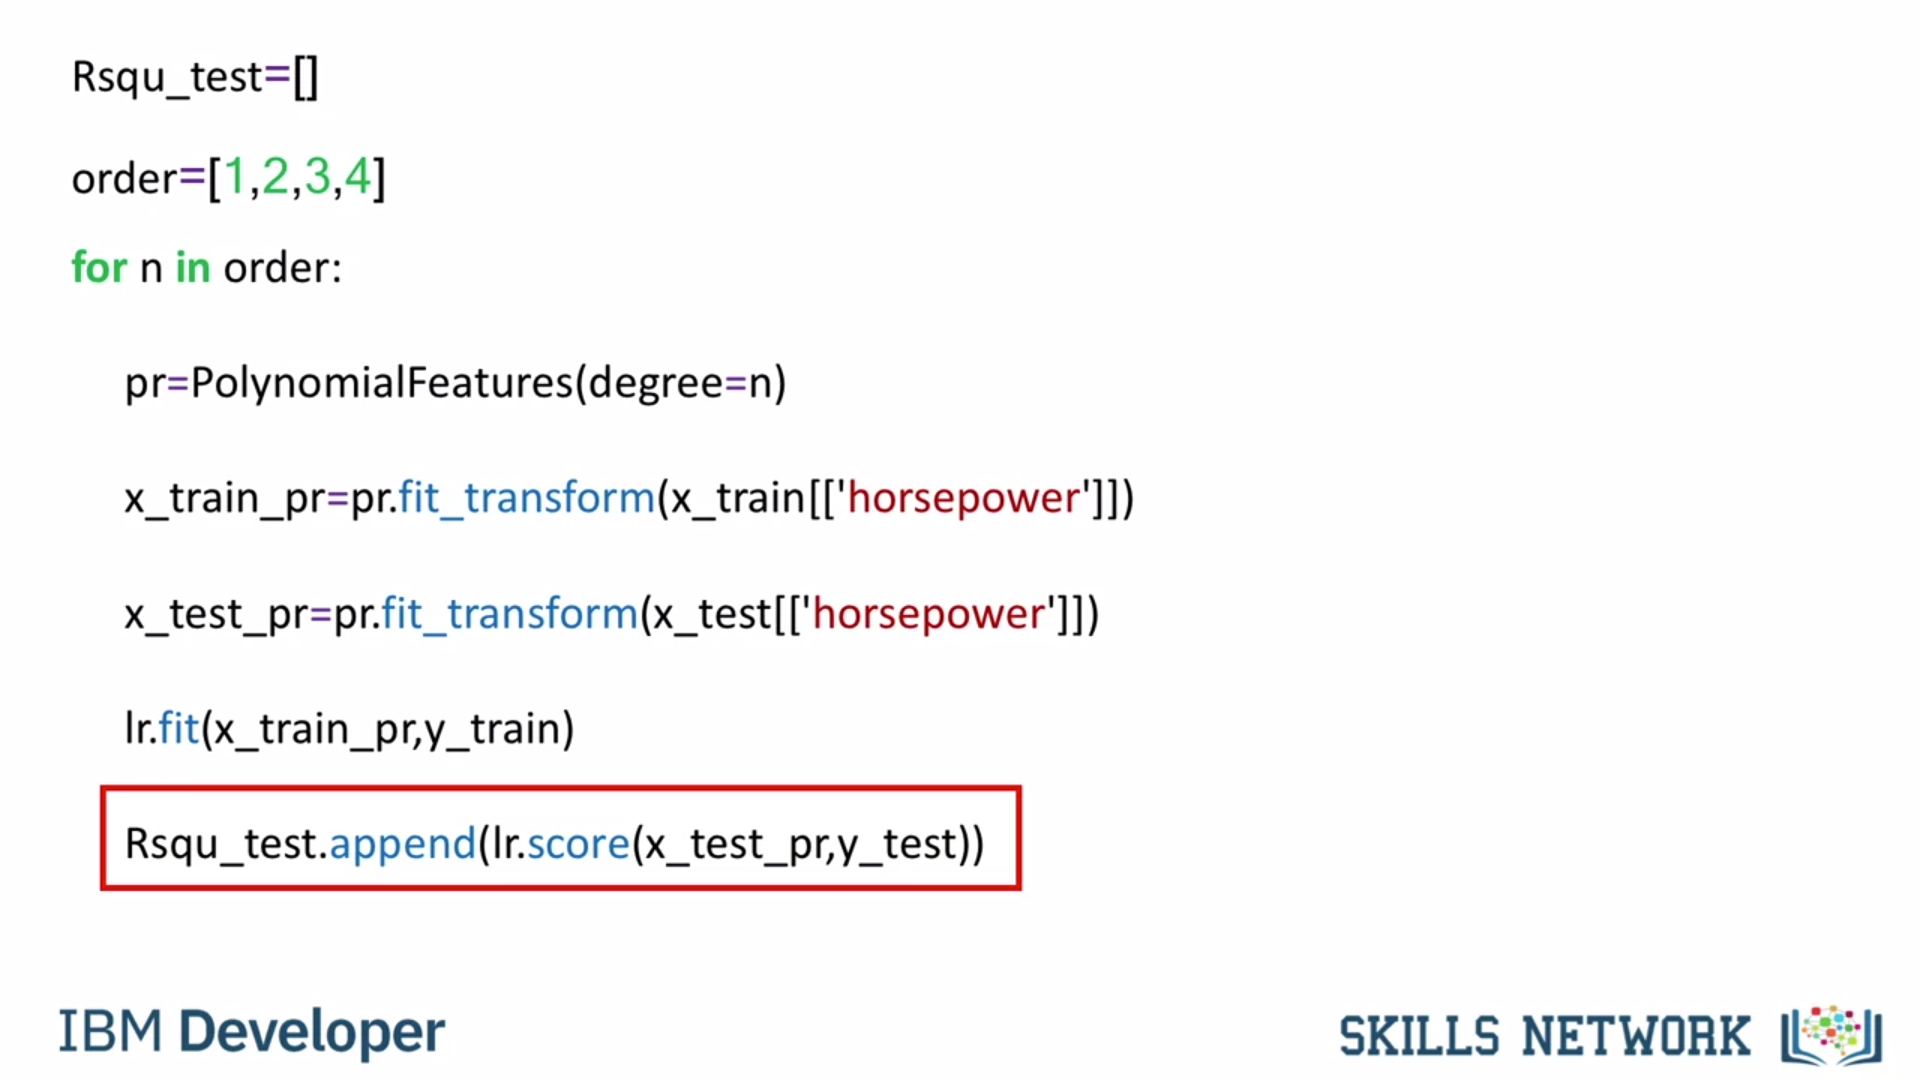 Rsqu_test=[]
order=[1,2,3,4]
for n in order:
pr=PolynomialFeatures(degree=n)
x_train_pr=pr.fit_transform(x_train[['horsepower']])
x_test_pr=pr.fit_transform(x_test[['horsepower']])
lr.fit(x_train_pr,y_train)
Rsqu_test.append(lr.score(x_test_pr,y_test))
IBM Developer
SKILLS NETWORK